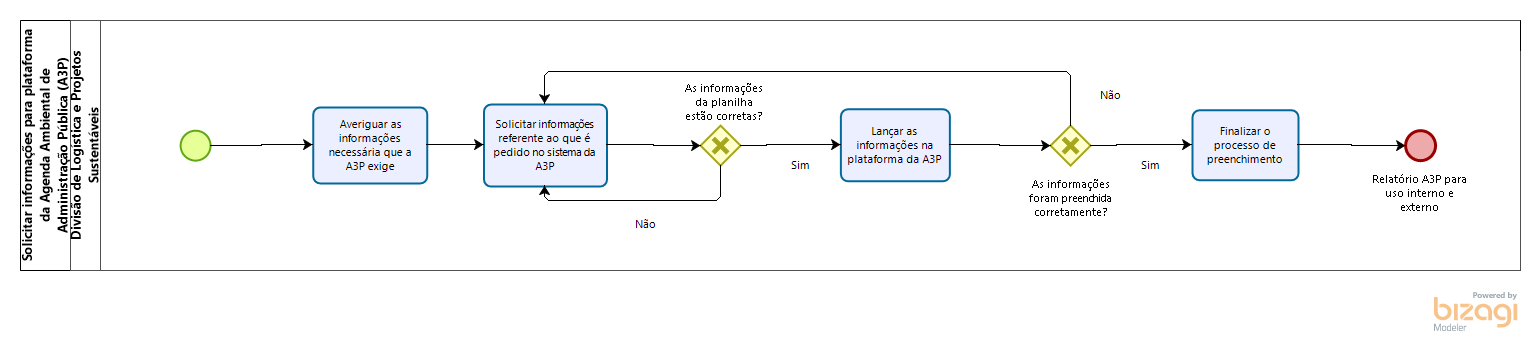 Solicitar informações para plataforma
da Agenda Ambiental de
Administração Pública (A3P)
Divisão de Logística e Projetos
Sustentáveis
Averiguar as
informações
necessária que a
A3P exige
Solicitar informações
referente ao que é
pedido no sistema da
A3P
As informações
da planilha
estão corretas?
Não
Sim
Lançar as
informações na
plataforma da A3P
As informações
foram preenchida
corretamente?
Não
Sim
Finalizar o
processo de
preenchimento
Relatório A3P para
uso interno e
externo
Powered by
bizagi
Modeler